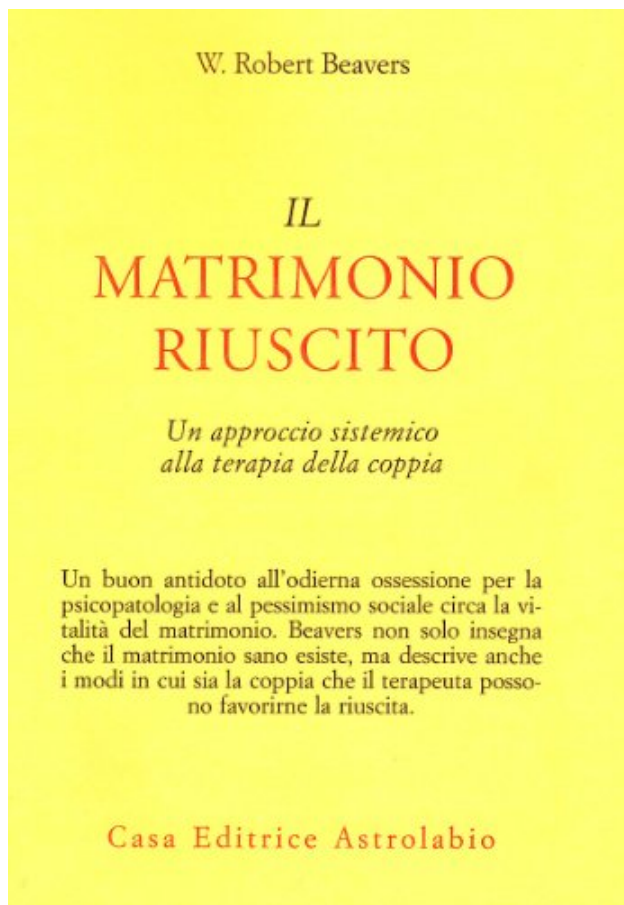 W. Robert Beavers
IL
MATRIMONIO
RIUSCITO
Un approccio sistemico
alla terapia della coppia
Un buon antidoto all'odierna ossessione per la
psicopatologia e al pessimismo sociale circa la vi-
talità del matrimonio. Beavers non solo insegna
che il matrimonio sano esiste, ma descrive anche
i modi in cui sia la coppia che il terapeuta posso-
no favorirne la riuscita.
Casa Editrice Astrolabio